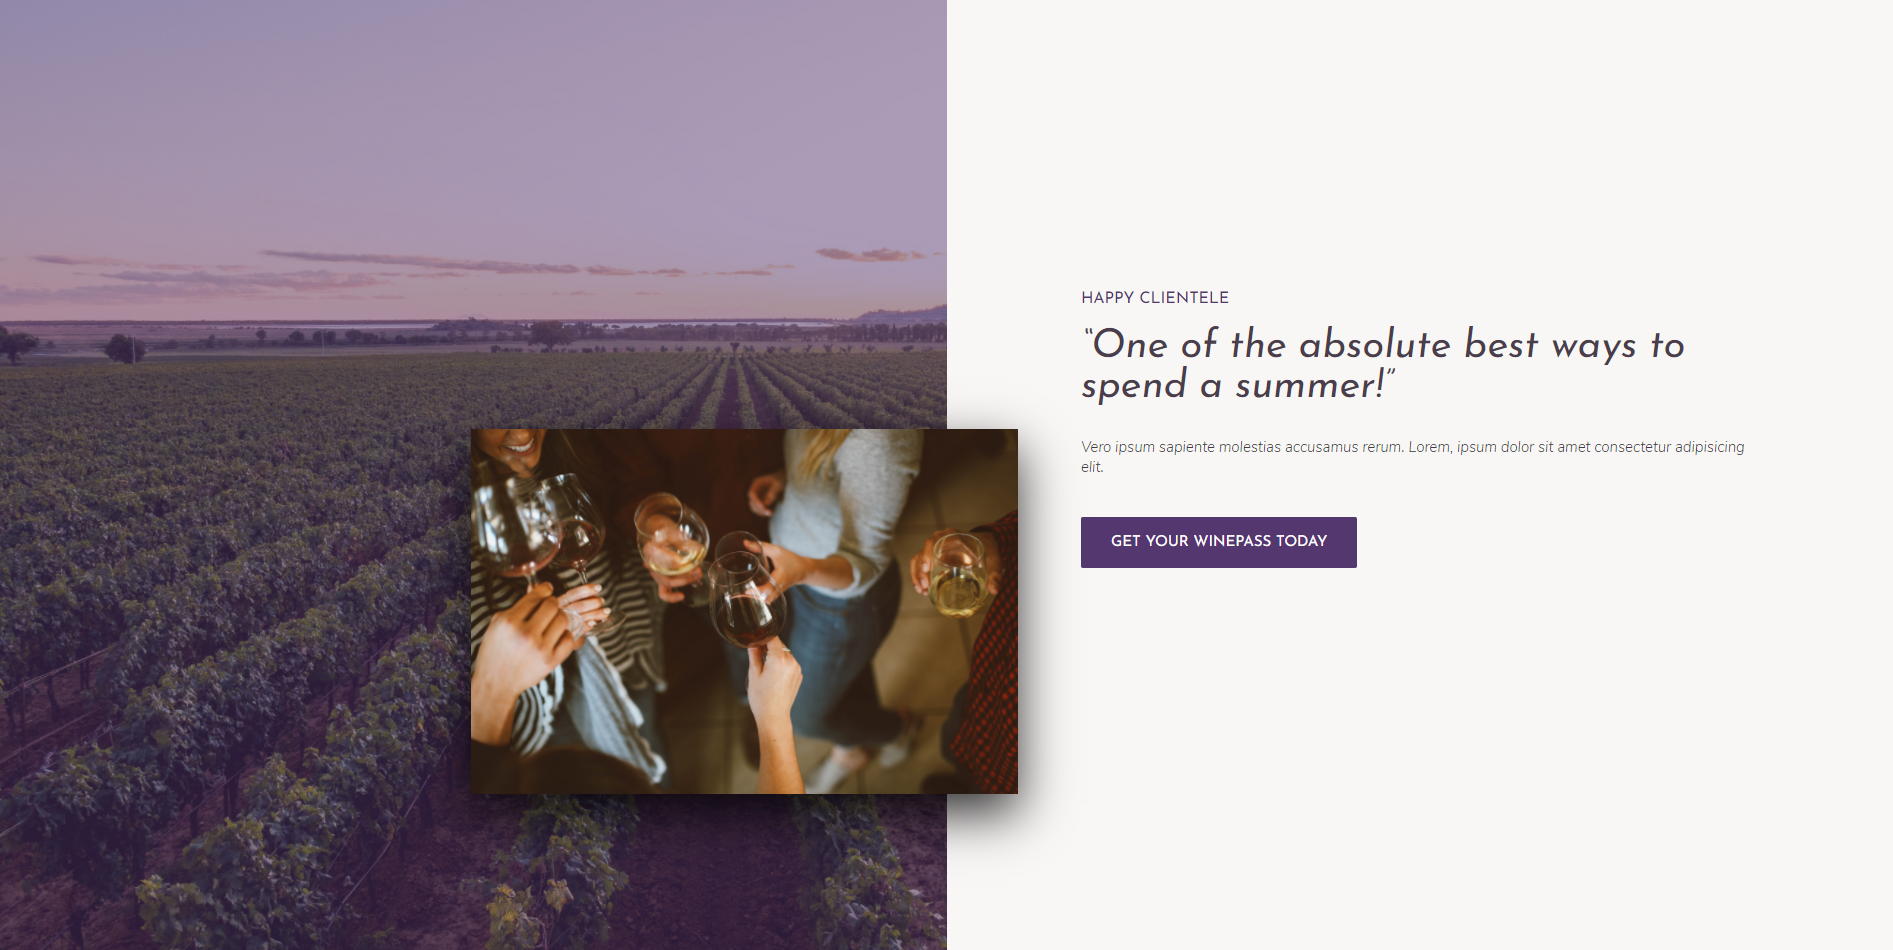 HAPPY CLIENTELE
“One of the absolute best ways to
spend a summer!”
Vero ipsum sapiente molestias accusamus rerum. Lorem, ipsum dolor sit amet consectetur adipisicing
elit.
GET YOUR WINEPASS TODAY